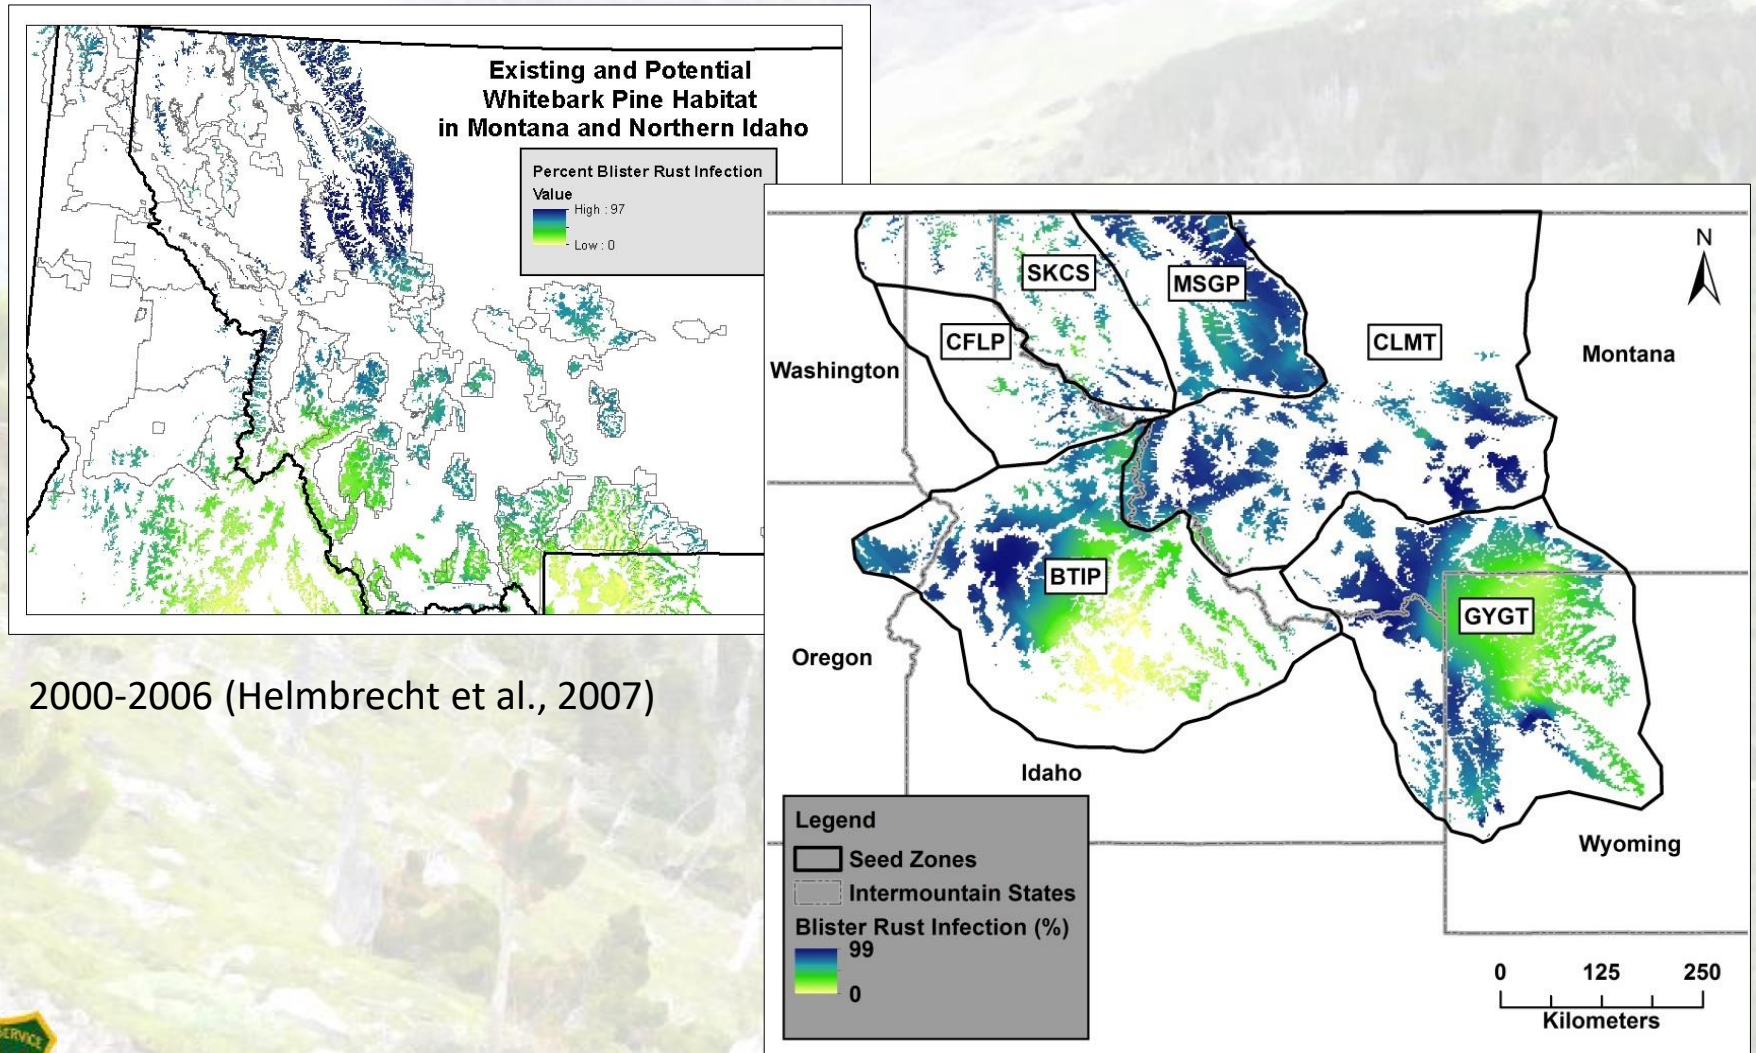 Existing and Potential
Whitebark Pine Habitat
in Montana and Northern Idaho
Percent Blister Rust Infection
Value
High : 97
Low : 0
2000-2006 (Helmbrecht et al., 2007)
N
SKCS
MSGP
CFLP
CLMT
Washington
Montana
BTIP
GYGT
Oregon
Idaho
Wyoming
Legend
Seed Zones
Intermountain States
Blister Rust Infection (%)
99
0
0 125 250
Kilometers
SERVICE